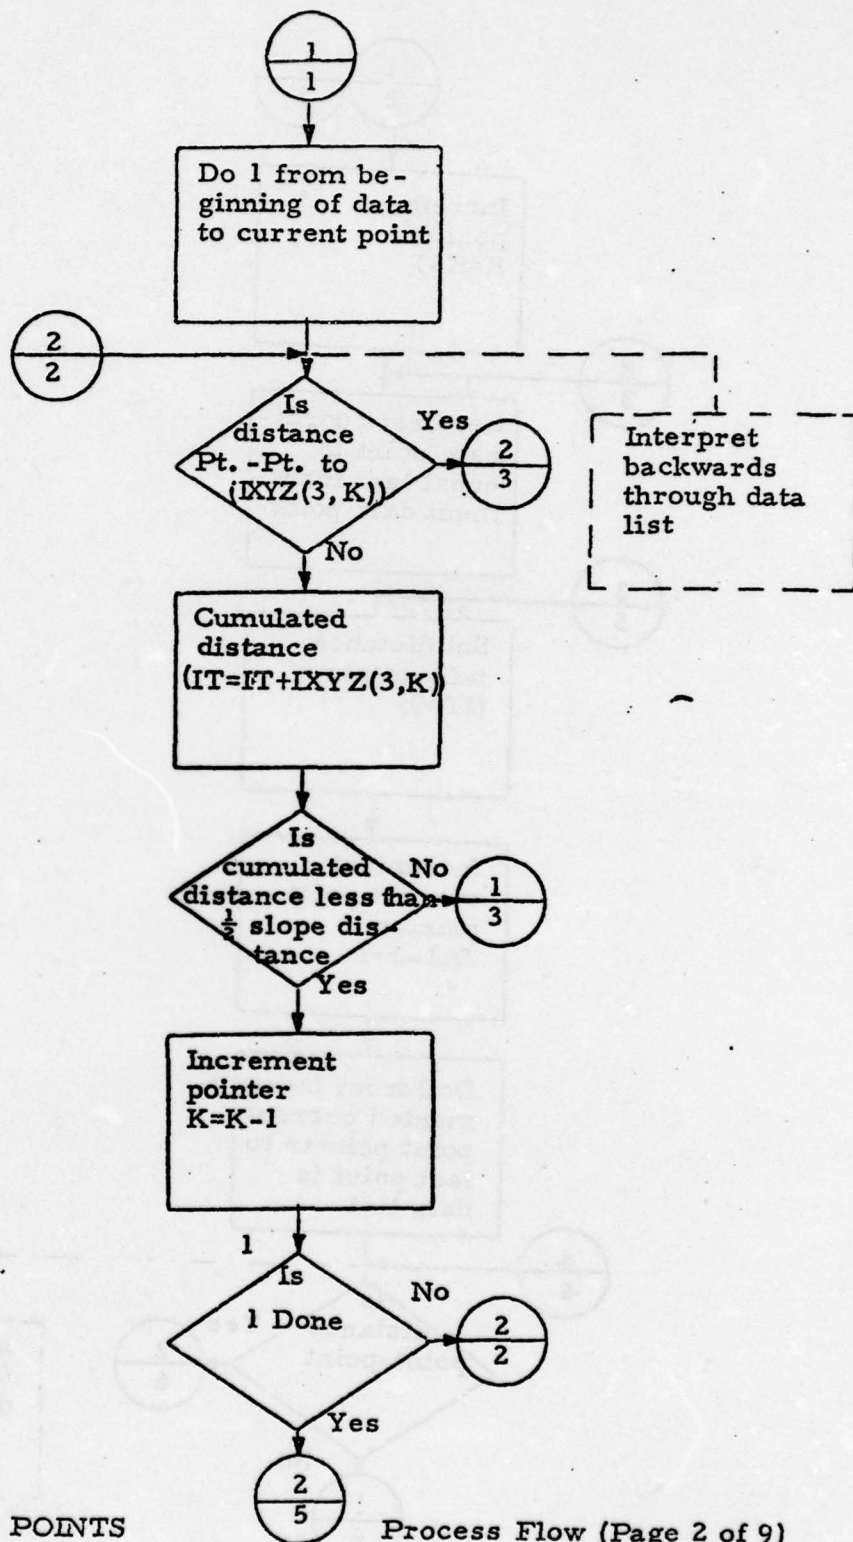 1
1
Do 1 from be-
ginning of data
to current point
2
2
Is
distance
Pt.-Pt. to
(IXYZ(3,K))
Yes
2
3
Interpret
backwards
through data
list
No
Cumulated
distance
(IT=IT+IXYZ(3,K)
Is
cumulated
distance less than
½ slope dis-
tance
No
1
3
Yes
Increment
pointer
K=K-1
1
Is
1 Done
No
2
2
Yes
2
5
POINTS
Process Flow (Page 2 of 9)